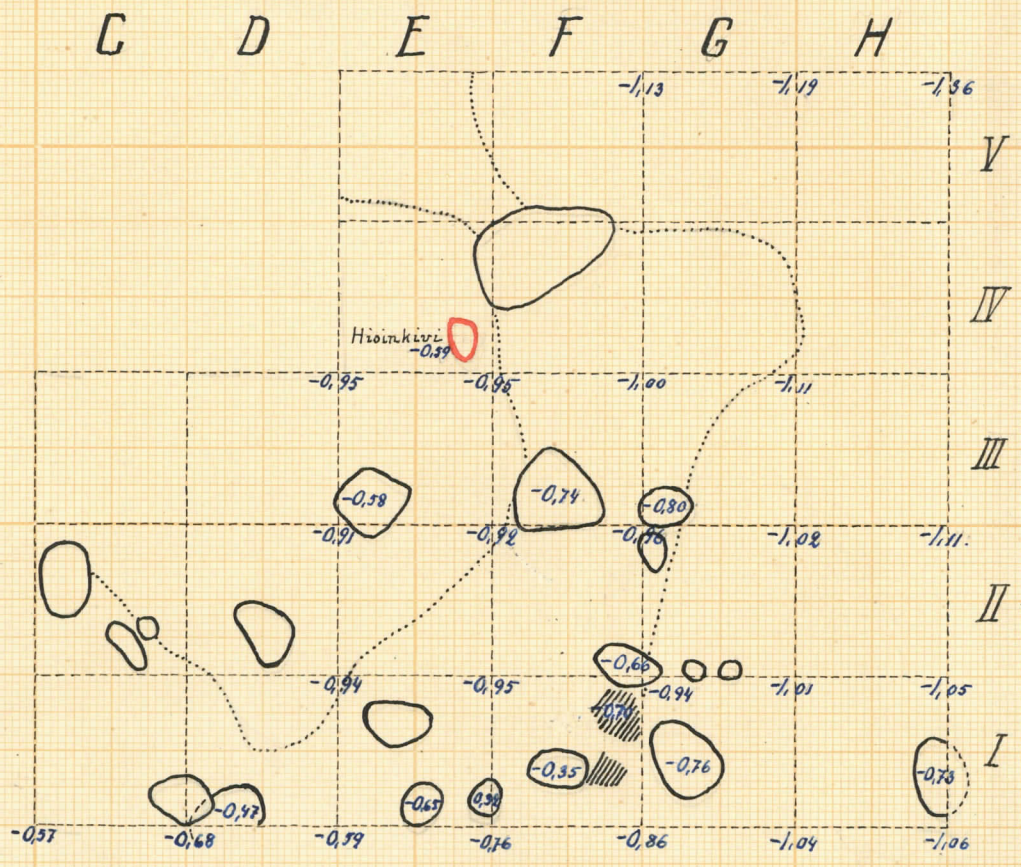 C D E F G H
-1,13 -1,19 -1,36
V
IV
Hioinkivi
-0,59
-0,95 -0,95 -1,00 -1,11
III
-0,58 -0,74 -0,80
-0,91 -0,92 -0,96 -1,02 -1,11
II
-0,66
-0,94 -0,95 -0,94 -1,01 -1,05
-0,70
I
-0,35 -0,76 -0,73
-0,47 -0,65
-0,57 -0,68 -0,86 -1,04 -1,06